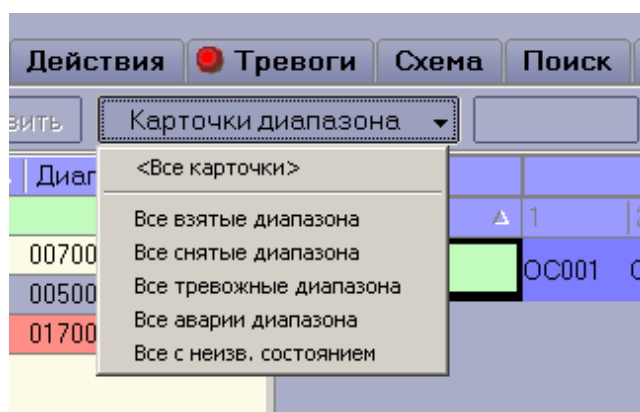 Действия Тревоги Схема Поиск
вить Карточки диапазона
Диаг
<Все карточки>
Все взятые диапазона
1
Все снятые диапазона
00700
ОС001
Все тревожные диапазона
00500
Все аварии диапазона
01700
Все с неизв. состоянием